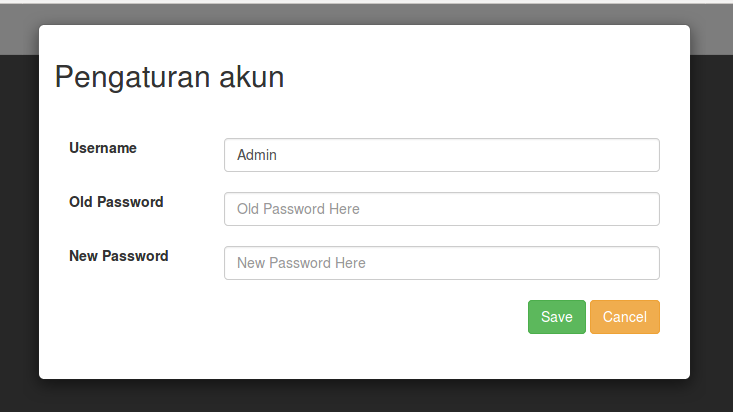 Pengaturan akun
Username
Admin
Old Password
Old Password Here
New Password
New Password Here
Save
Cancel